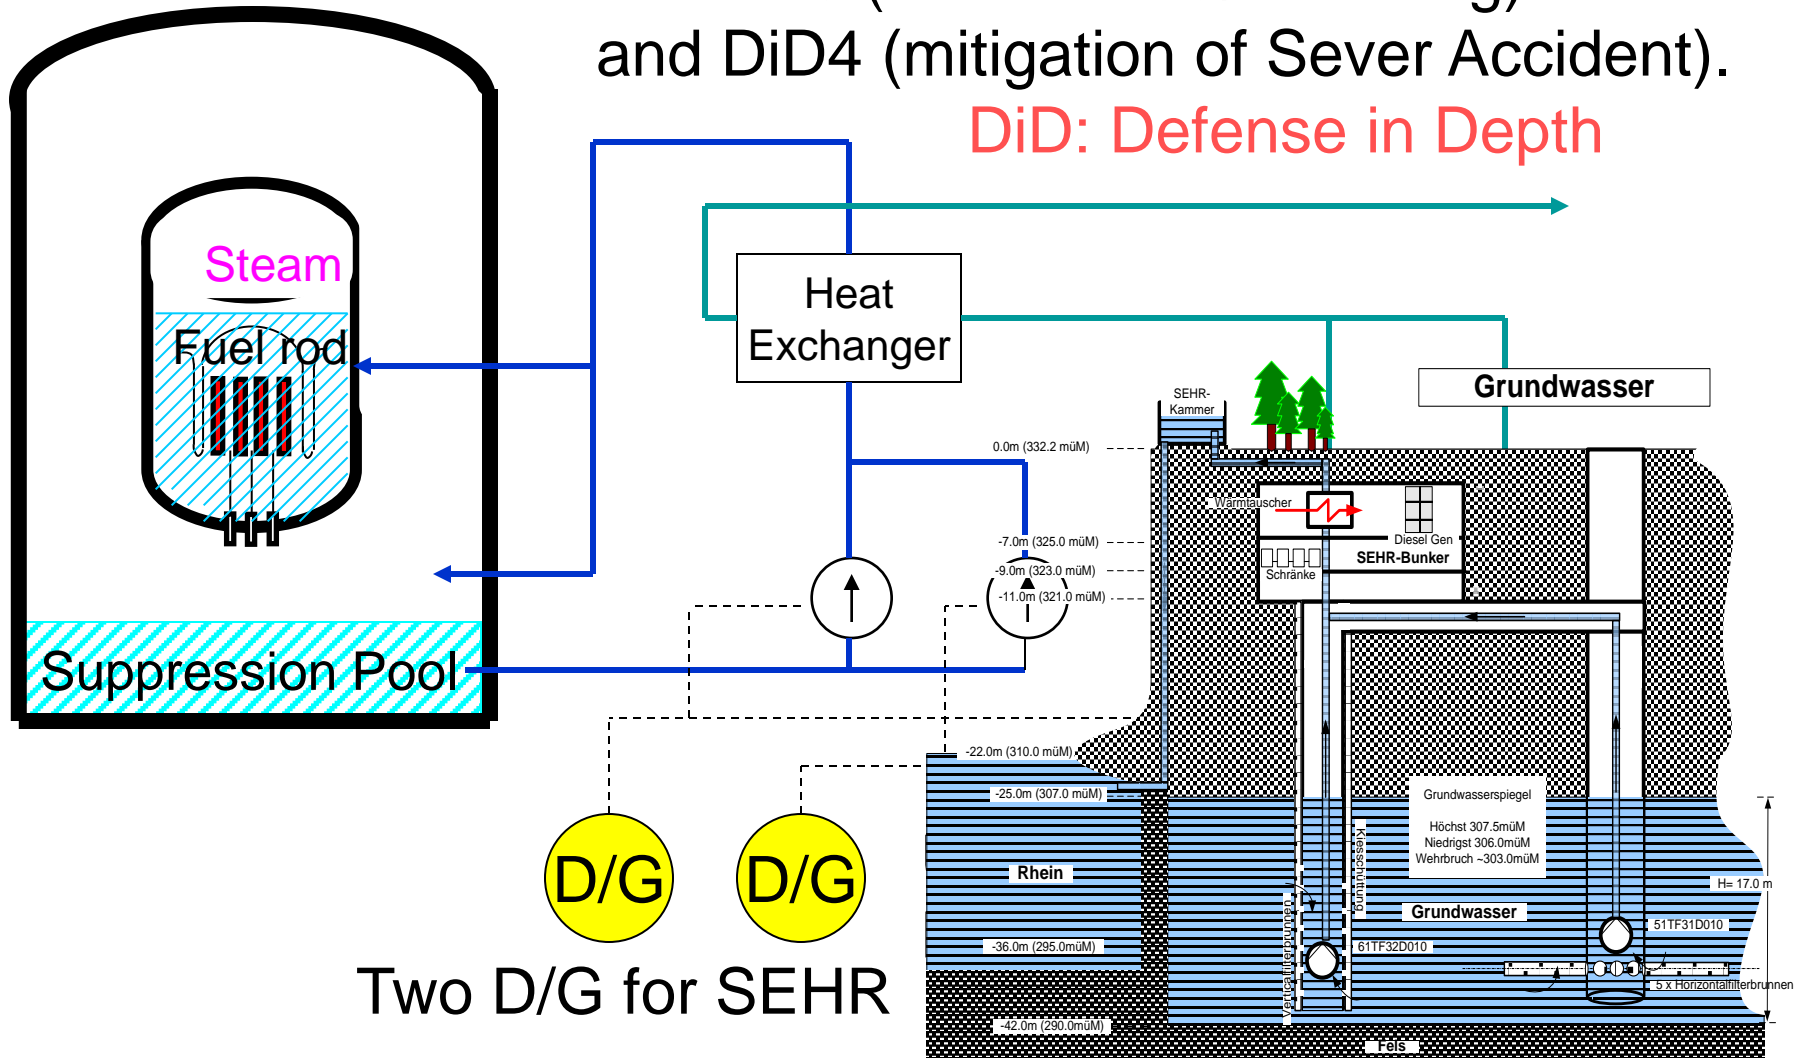 and DiD4 (mitigation of Sever Accident).
DiD: Defense in Depth
Steam
Fuel rod
Suppression Pool
Heat
Exchanger
Grundwasser
SEHR-
Kammer
0.0m (332.2 müM)
Wärmtauscher
Diesel Gen
SEHR-Bunker
Schränke
-7.0m (325.0 müM)
-9.0m (323.0 müM)
-11.0m (321.0 müM)
-22.0m (310.0 müM)
-25.0m (307.0 müM)
Grundwasserspiegel
Höchst 307.5müM
Niedrigst 306.0müM
Wehrbruch ~303.0müM
Kiesschüttung
Vertikalfilterbrunnen
H= 17.0 m
Rhein
Grundwasser
51TF31D010
61TF32D010
-36.0m (295.0müM)
5 x Horizontalfilterbrunnen
-42.0m (290.0müM)
Fels
D/G
D/G
Two D/G for SEHR